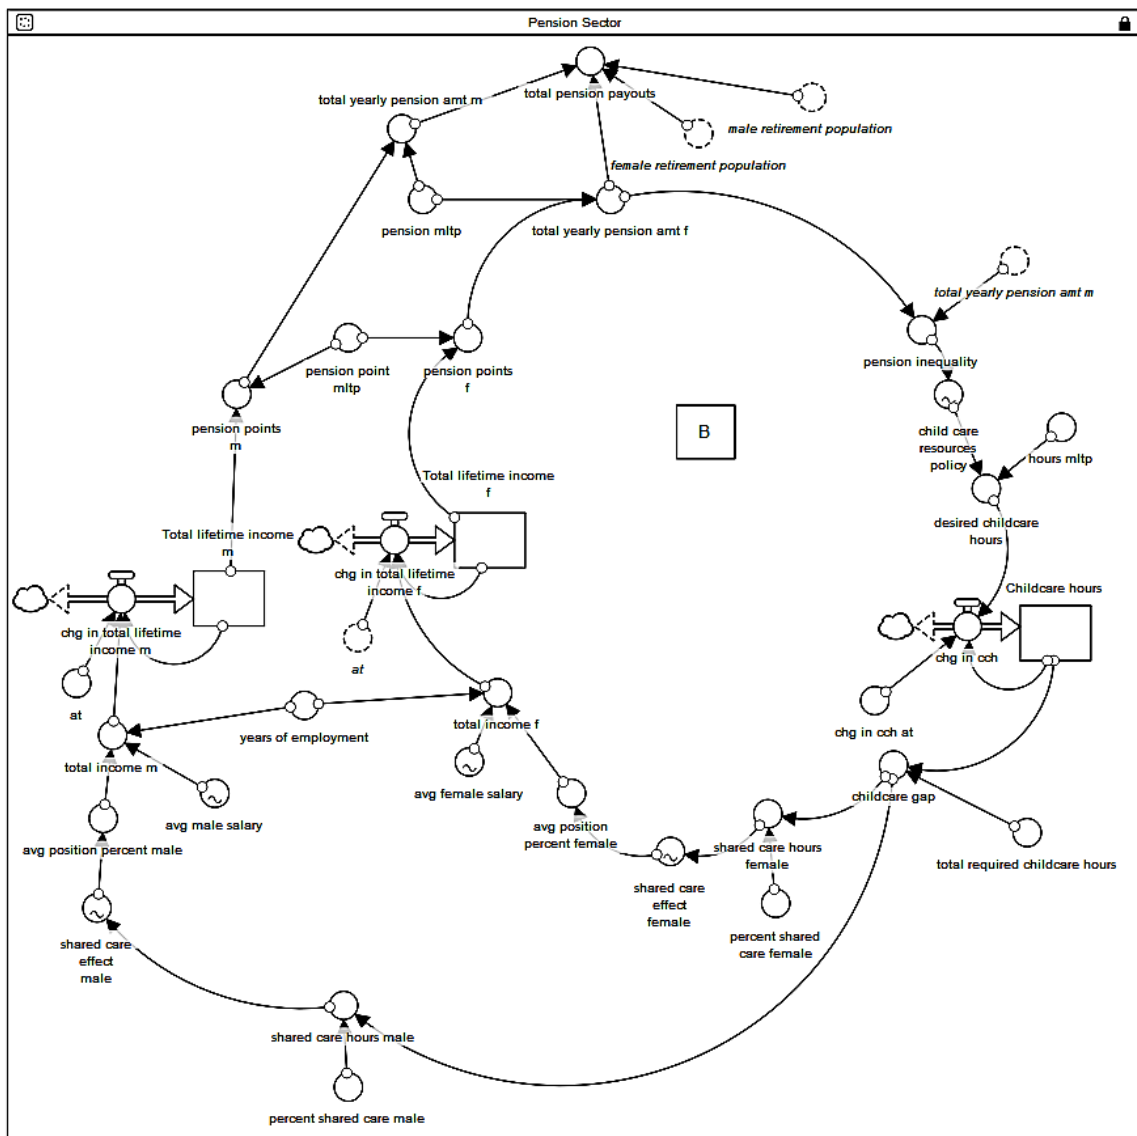 Pension Sector
total yearly pension amt m
total pension payouts
male retirement population
female retirement population
pension mltp
total yearly pension amt f
total yearly pension amt m
pension inequality
pension point
mltp
pension points
f
pension points
m
B
child care
resources
policy
hours mltp
Total lifetime income
f
desired childcare
hours
Total lifetime income
m
chg in total lifetime
income f
Childcare hours
chg in total lifetime
income m
chg in cch
at
at
chg in cch at
total income f
years of employment
total income m
avg female salary
childcare gap
avg male salary
avg position
percent female
avg position percent male
shared care hours
female
total required childcare hours
shared care
effect
female
percent shared
care female
shared care
effect
male
shared care hours male
percent shared care male